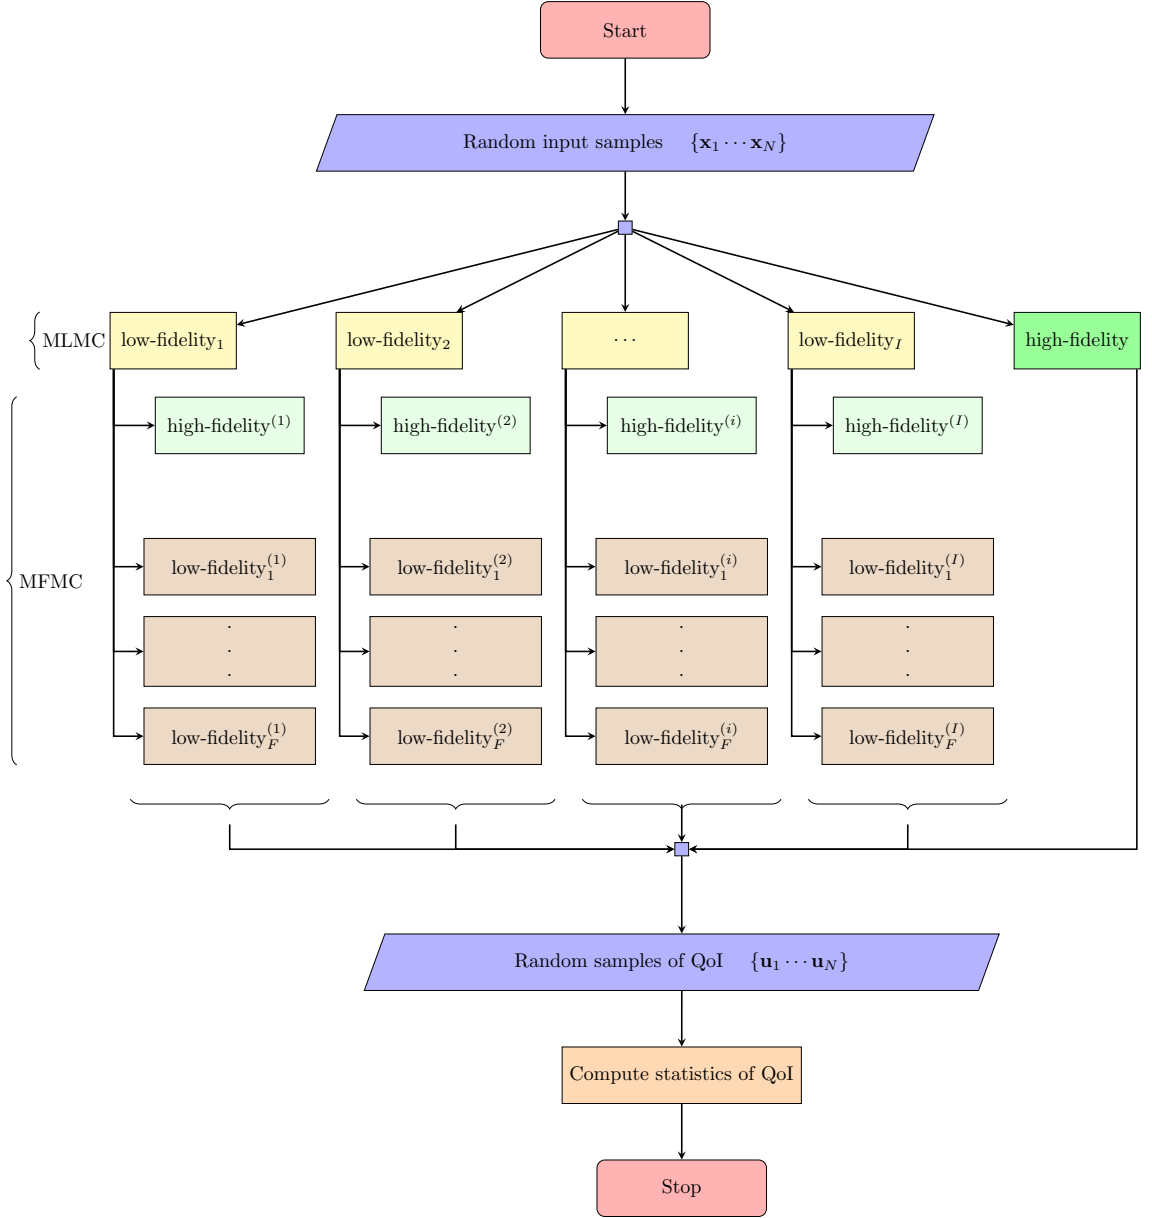 Start
Random input samples {x₁ ⋯ x_N}
MLMC
low-fidelity₁
low-fidelity₂
⋯
low-fidelity_I
high-fidelity
high-fidelity⁽¹⁾
high-fidelity⁽²⁾
high-fidelity⁽ⁱ⁾
high-fidelity^(I)
MFMC
low-fidelity₁⁽¹⁾
low-fidelity₁⁽²⁾
low-fidelity₁⁽ⁱ⁾
low-fidelity₁^(I)
.
.
.
.
.
.
.
.
.
.
.
.
low-fidelity_F⁽¹⁾
low-fidelity_F⁽²⁾
low-fidelity_F⁽ⁱ⁾
low-fidelity_F^(I)
Random samples of QoI {u₁ ⋯ u_N}
Compute statistics of QoI
Stop